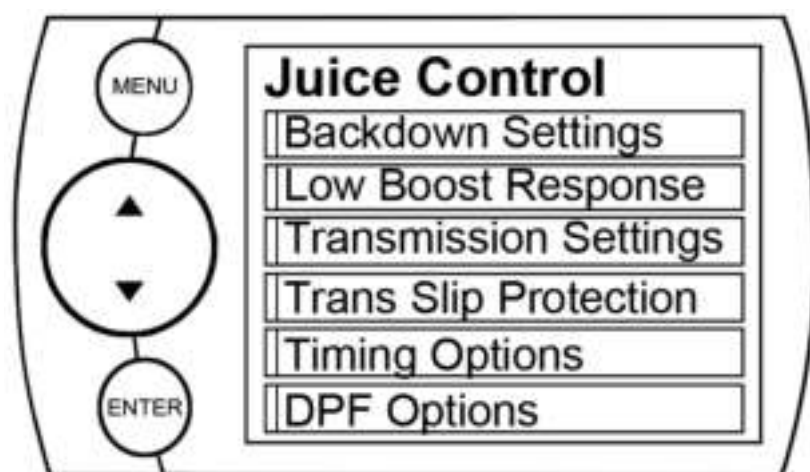 MENU
ENTER
Juice Control
Backdown Settings
Low Boost Response
Transmission Settings
Trans Slip Protection
Timing Options
DPF Options